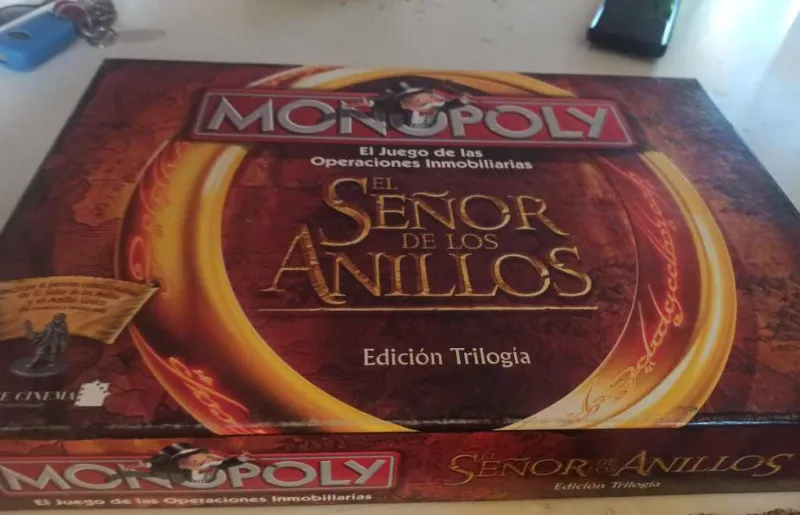 MONOPOLY
El Juego de las
Operaciones Inmobiliarias
EL
SEÑOR
DE LOS
ANILLOS
Edición Trilogía
E CINEMA
MONOPOLY
El Juego de las Operaciones Inmobiliarias
EL SEÑOR DE LOS ANILLOS
Edición Trilogía